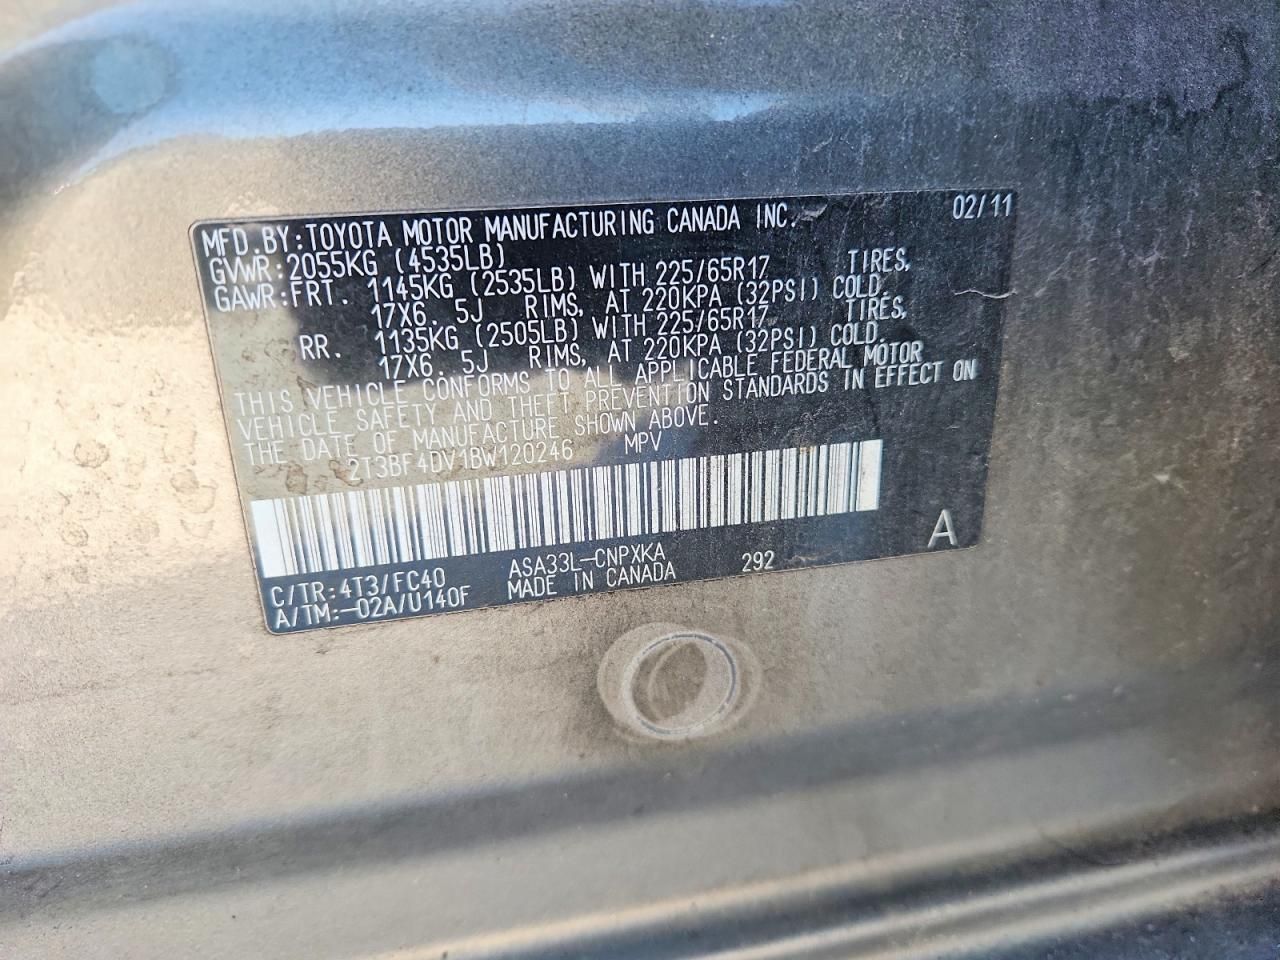 MFD.BY:TOYOTA MOTOR MANUFACTURING CANADA INC. 02/11
GVWR:2055KG (4535LB)
GAWR:FRT. 1145KG (2535LB) WITH 225/65R17 TIRES,
17X6.5J RIMS, AT 220KPA (32PSI) COLD.
RR. 1135KG (2505LB) WITH 225/65R17 TIRES,
17X6.5J RIMS, AT 220KPA (32PSI) COLD.
THIS VEHICLE CONFORMS TO ALL APPLICABLE FEDERAL MOTOR
VEHICLE SAFETY AND THEFT PREVENTION STANDARDS IN EFFECT ON
THE DATE OF MANUFACTURE SHOWN ABOVE.
2T3BF4DV1BW120246 MPV
C/TR:4T3/FC40 ASA33L-CNPXKA 292 A
A/TM:-02A/U140F MADE IN CANADA